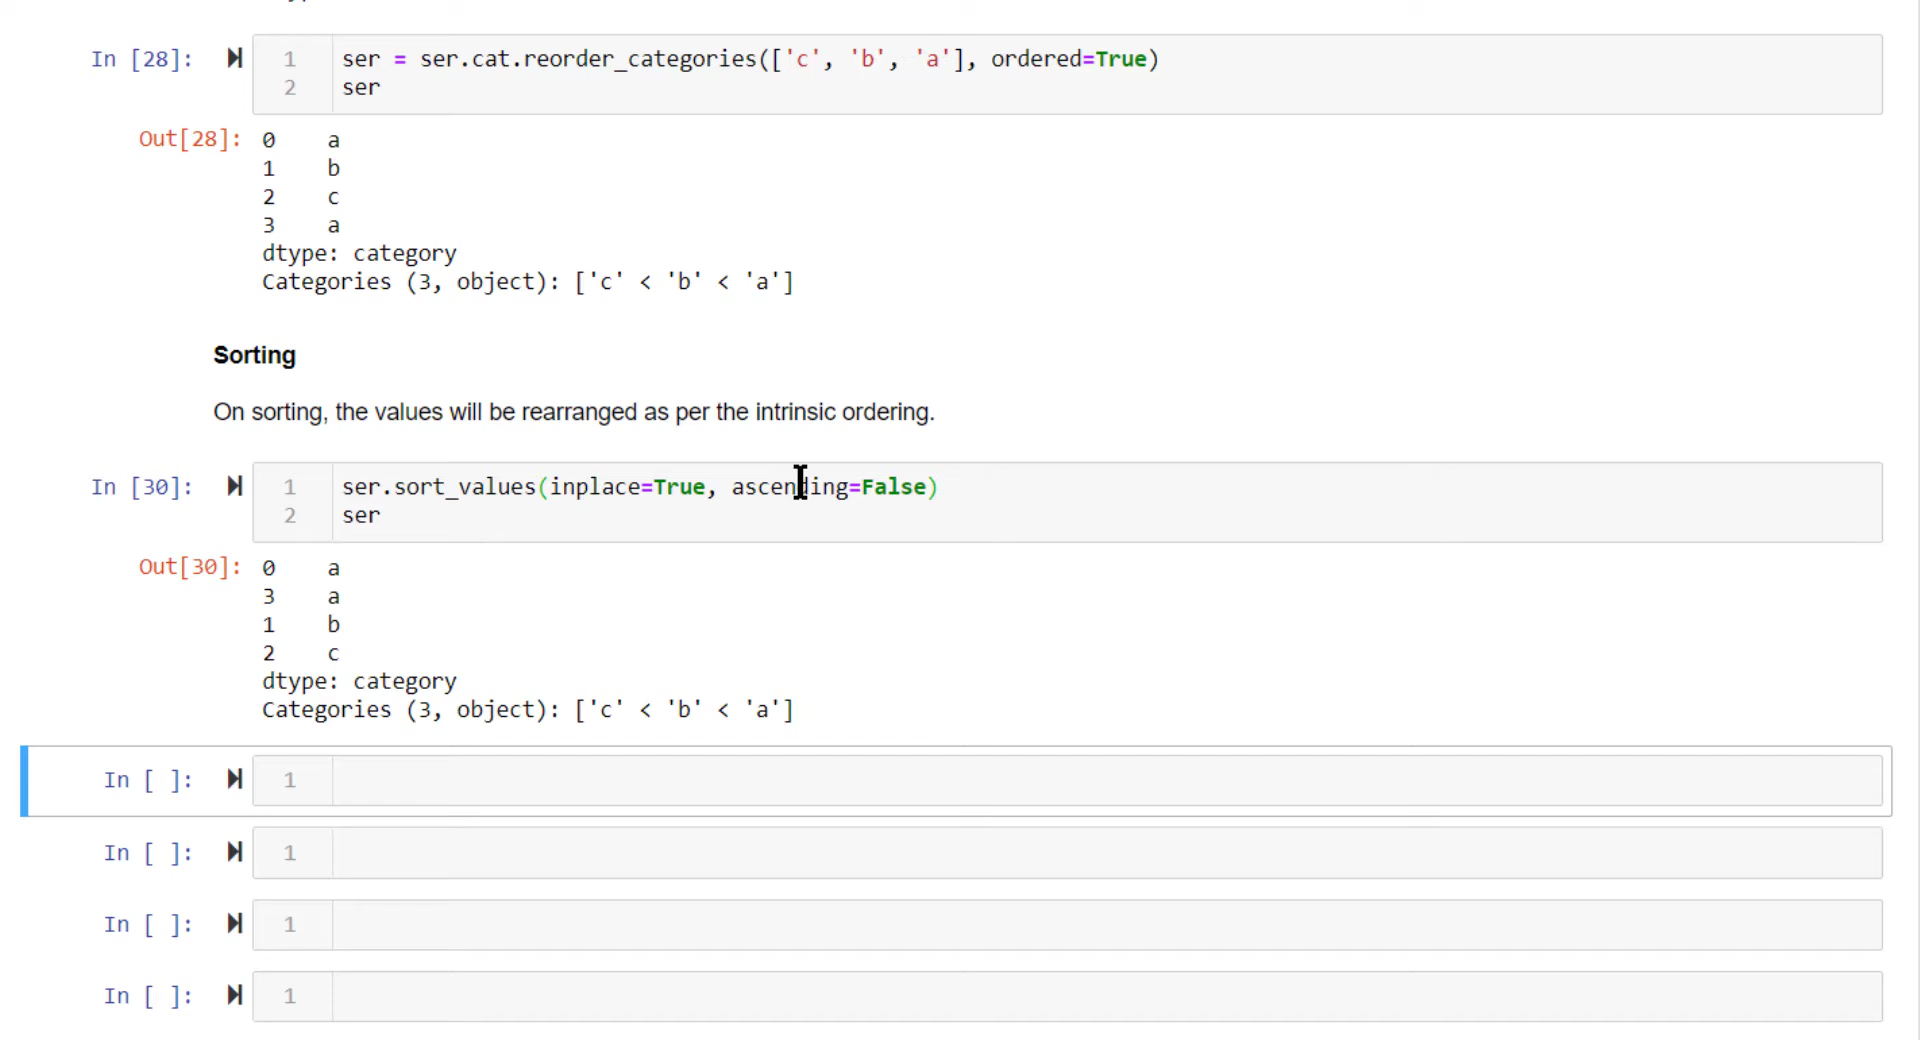 In [28]: 1 ser = ser.cat.reorder_categories(['c', 'b', 'a'], ordered=True)
2 ser
Out[28]: 0 a
1 b
2 c
3 a
dtype: category
Categories (3, object): ['c' < 'b' < 'a']
Sorting
On sorting, the values will be rearranged as per the intrinsic ordering.
In [30]: 1 ser.sort_values(inplace=True, ascending=False)
2 ser
Out[30]: 0 a
3 a
1 b
2 c
dtype: category
Categories (3, object): ['c' < 'b' < 'a']
In [ ]: 1
In [ ]: 1
In [ ]: 1
In [ ]: 1